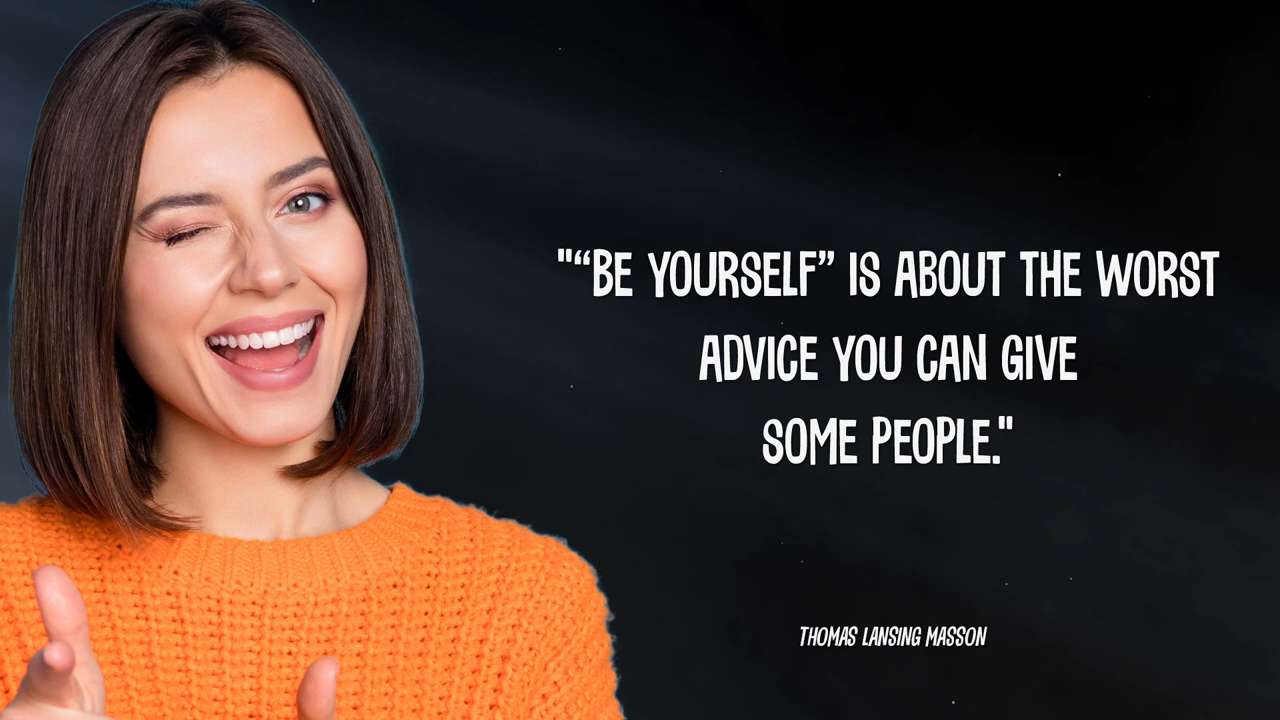 "“BE YOURSELF” IS ABOUT THE WORST
ADVICE YOU CAN GIVE
SOME PEOPLE."
THOMAS LANSING MASSON